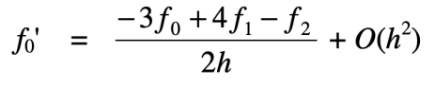 f₀' = (−3f₀ + 4f₁ − f₂) / 2h + O(h²)